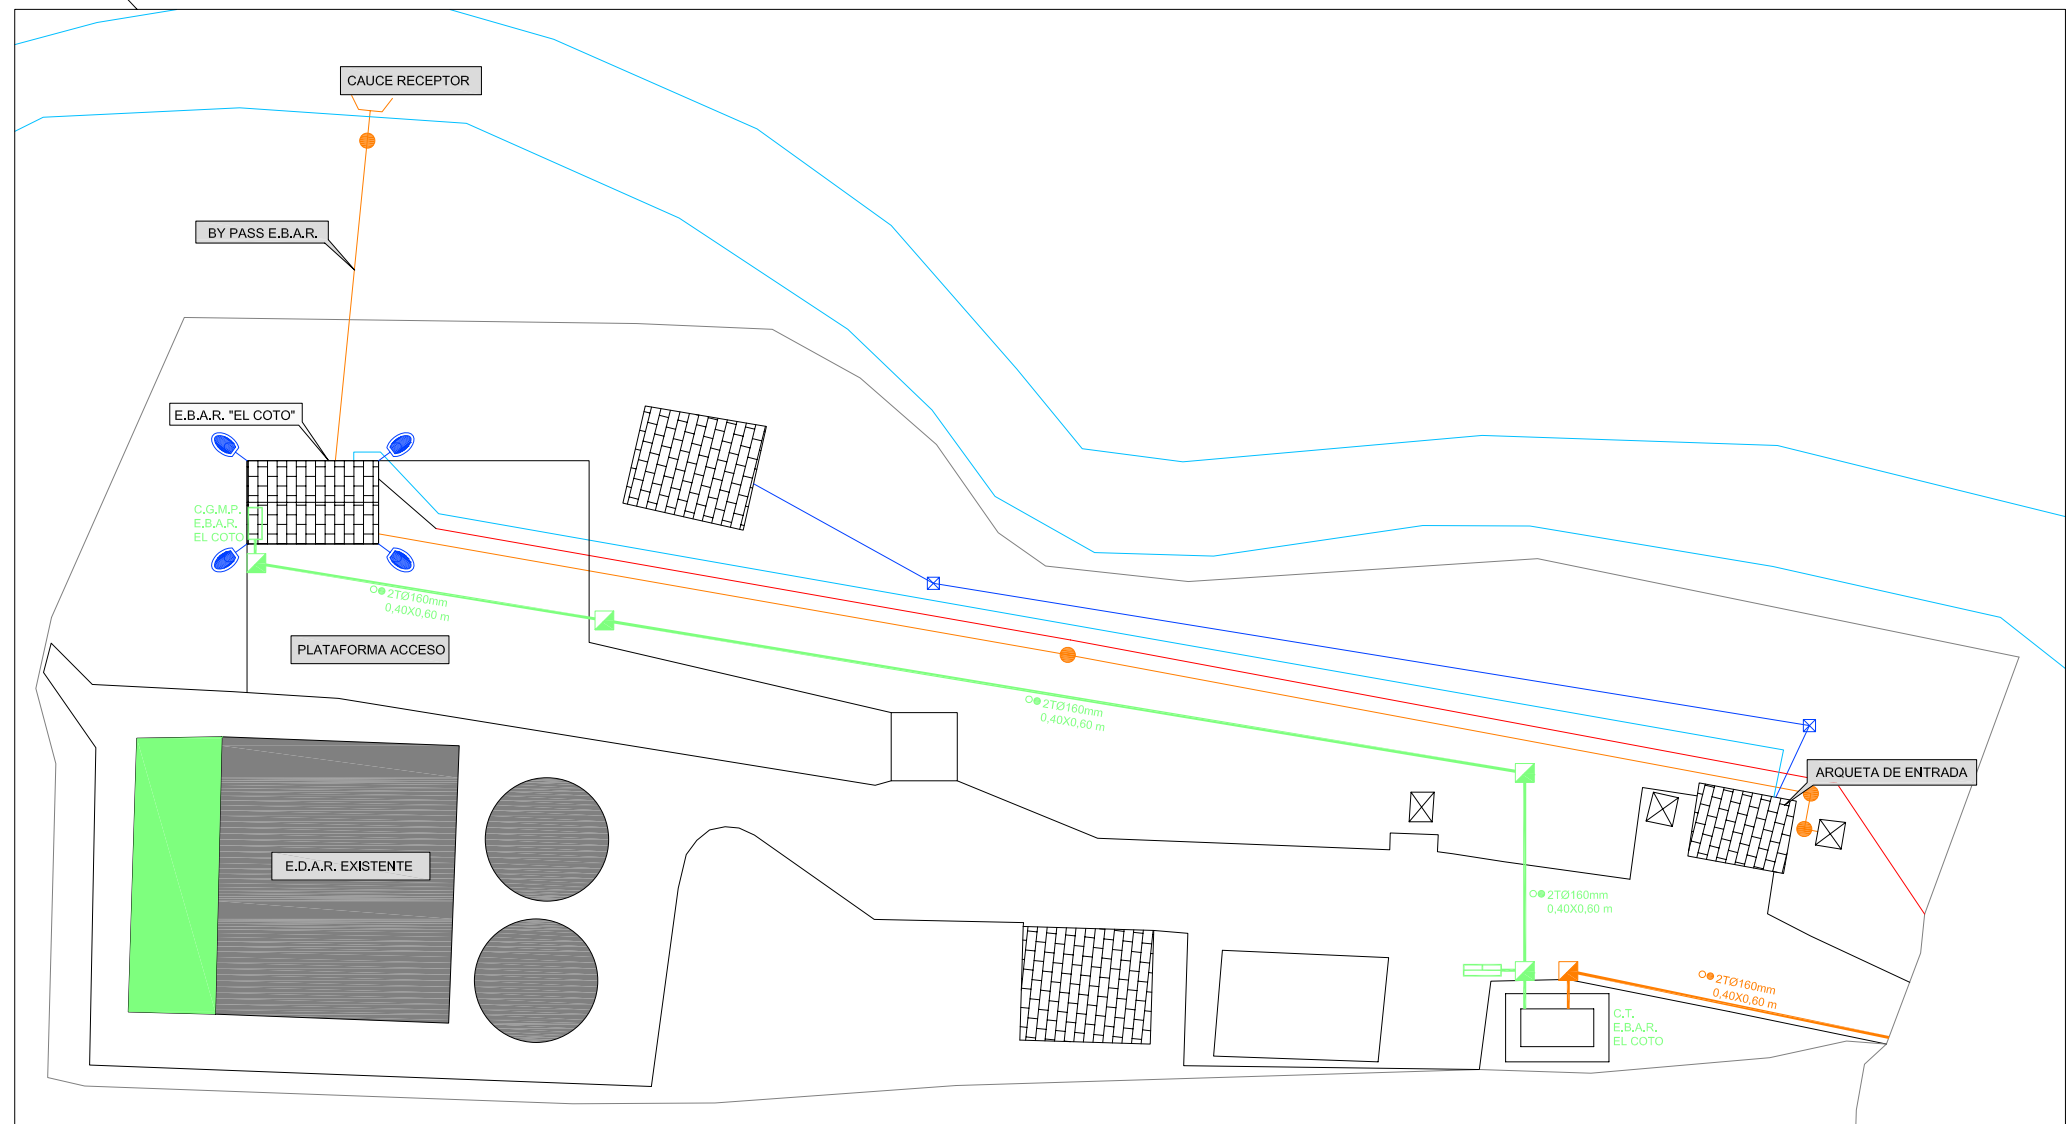 CAUCE RECEPTOR
BY PASS E.B.A.R.
E.B.A.R. "EL COTO"
C.G.M.P.
E.B.A.R.
EL COTO
2TØ160mm
0,40X0,60 m
PLATAFORMA ACCESO
2TØ160mm
0,40X0,60 m
ARQUETA DE ENTRADA
E.D.A.R. EXISTENTE
2TØ160mm
0,40X0,60 m
2TØ160mm
0,40X0,60 m
C.T.
E.B.A.R.
EL COTO